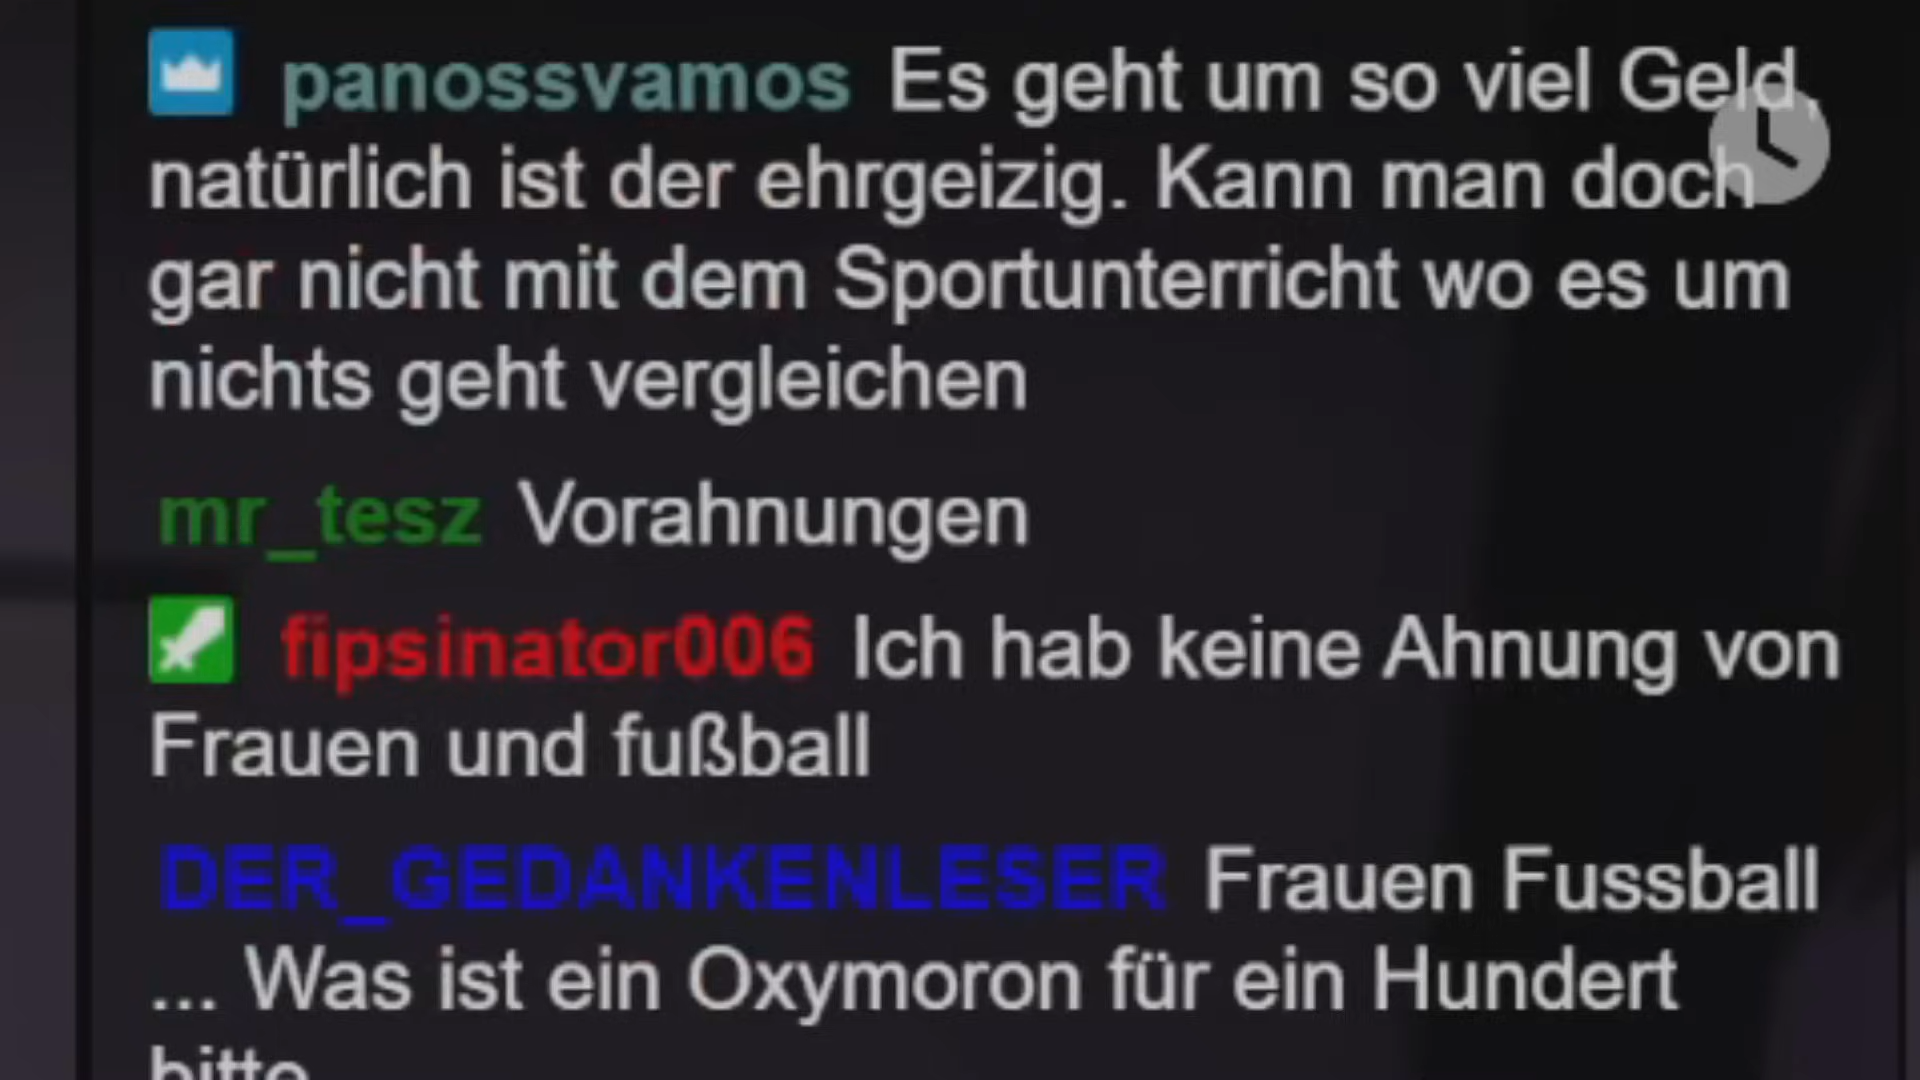 panossvamos Es geht um so viel Geld,
natürlich ist der ehrgeizig. Kann man doch
gar nicht mit dem Sportunterricht wo es um
nichts geht vergleichen
mr_tesz Vorahnungen
fipsinator006 Ich hab keine Ahnung von
Frauen und fußball
DER_GEDANKENLESER Frauen Fussball
... Was ist ein Oxymoron für ein Hundert
bitte